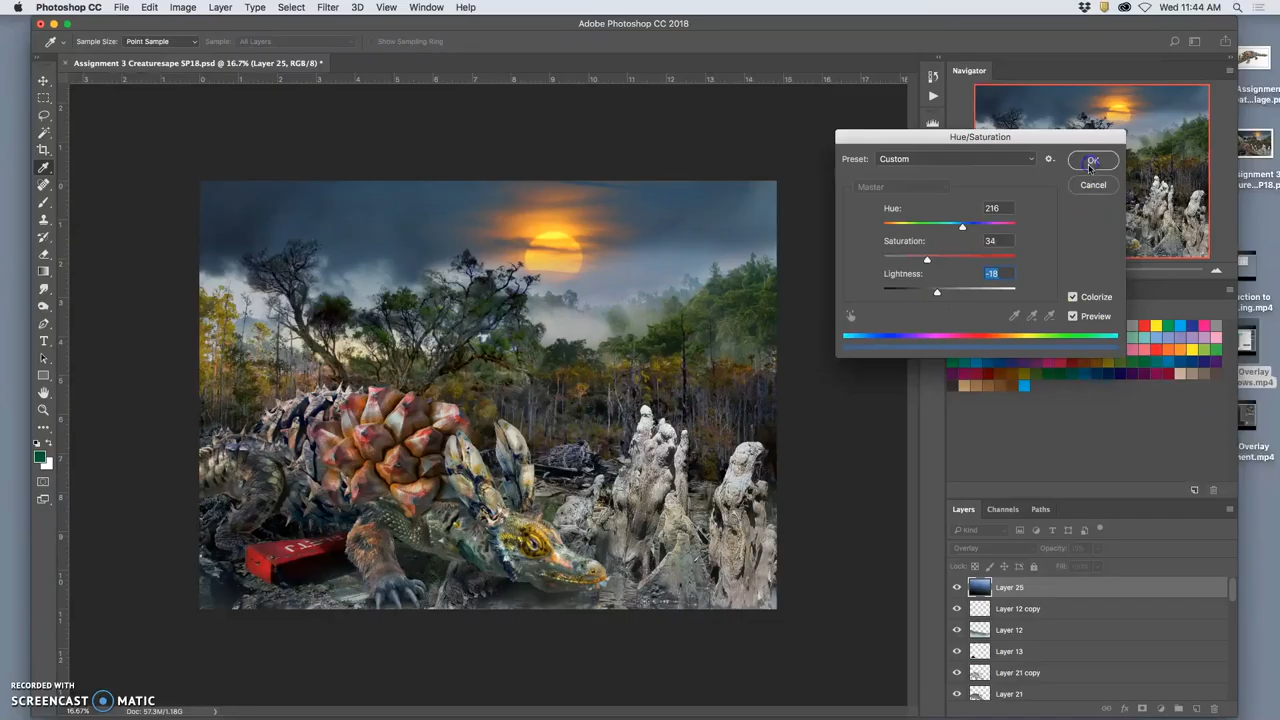 Photoshop CC File Edit Image Layer Type Select Filter 3D View Window Help Wed 11:44 AM
Adobe Photoshop CC 2018
Sample Size: Point Sample Sample: All Layers Show Sampling Ring
Assignment 3 Creaturesape SP18.psd @ 16.7% (Layer 25, RGB/8) *
Navigator
Hue/Saturation
Preset: Custom
OK
Cancel
Master
Hue: 216
Saturation: 34
Lightness: -18
Colorize
Preview
Layers Channels Paths
Kind
Overlay Opacity:
Lock: Fill:
Layer 25
Layer 12 copy
Layer 12
Layer 13
Layer 21 copy
Layer 21
Assignment
Overlay
Overlay
RECORDED WITH
SCREENCAST MATIC
16.67% Doc: 57.3M/1.18G